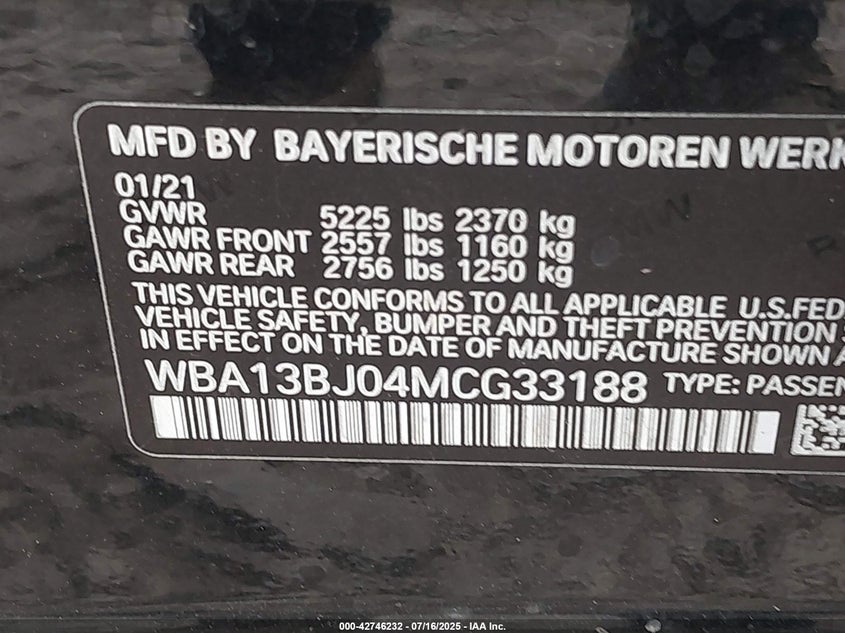 MFD BY BAYERISCHE MOTOREN WERK
01/21
GVWR 5225 lbs 2370 kg
GAWR FRONT 2557 lbs 1160 kg
GAWR REAR 2756 lbs 1250 kg
THIS VEHICLE CONFORMS TO ALL APPLICABLE U.S.FED
VEHICLE SAFETY, BUMPER AND THEFT PREVENTION
IN EFFECT ON THE DATE OF MANUFACTURE SHOWN A
WBA13BJ04MCG33188 TYPE: PASSEN
000-42746232 - 07/16/2025 - IAA Inc.